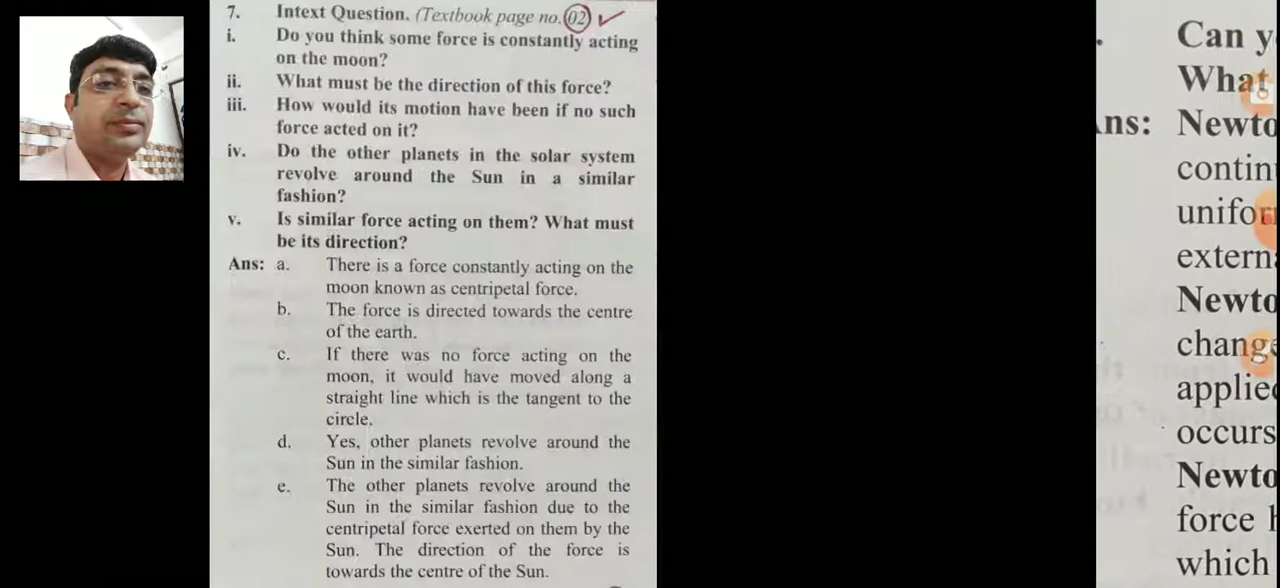 7. Intext Question. (Textbook page no. 02)
i. Do you think some force is constantly acting
on the moon?
ii. What must be the direction of this force?
iii. How would its motion have been if no such
force acted on it?
iv. Do the other planets in the solar system
revolve around the Sun in a similar
fashion?
v. Is similar force acting on them? What must
be its direction?
Ans: a. There is a force constantly acting on the
moon known as centripetal force.
b. The force is directed towards the centre
of the earth.
c. If there was no force acting on the
moon, it would have moved along a
straight line which is the tangent to the
circle.
d. Yes, other planets revolve around the
Sun in the similar fashion.
e. The other planets revolve around the
Sun in the similar fashion due to the
centripetal force exerted on them by the
Sun. The direction of the force is
towards the centre of the Sun.
Can y
What
ns: Newto
contin
unifor
extern
Newto
change
applied
occurs
Newto
force
which